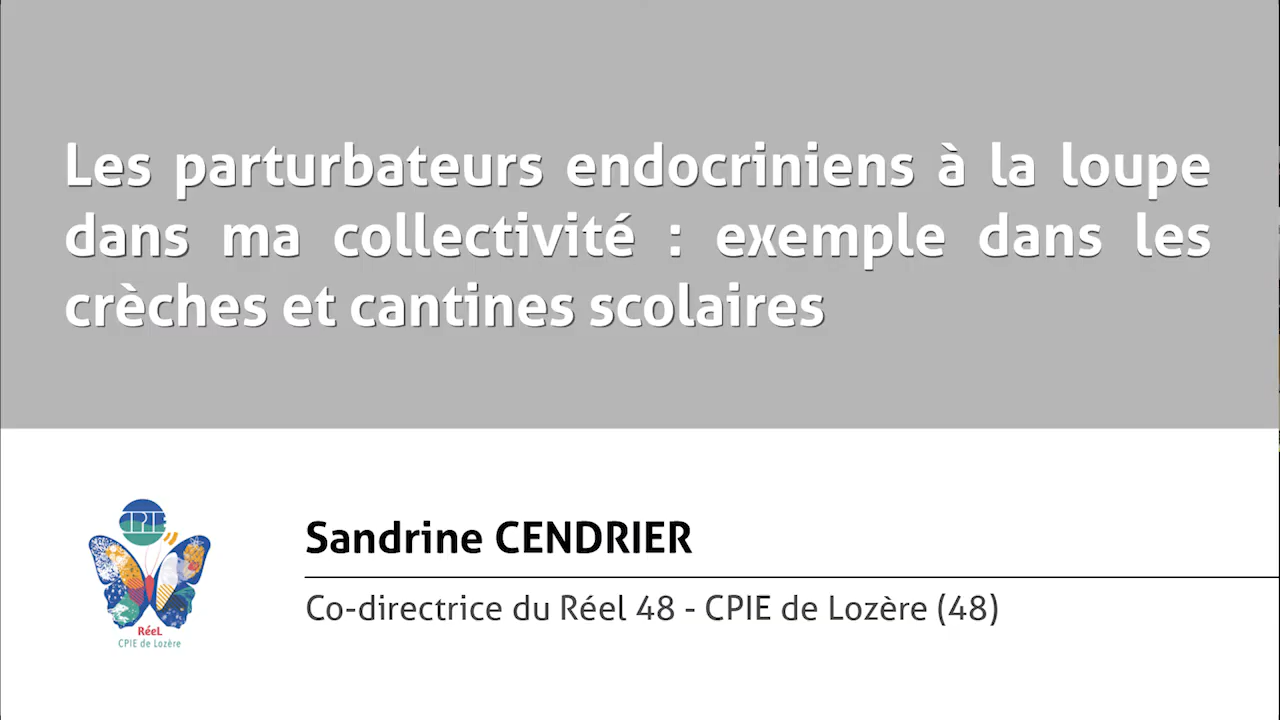 Les parturbateurs endocriniens à la loupe
dans ma collectivité : exemple dans les
crèches et cantines scolaires
CPIE
Sandrine CENDRIER
Co-directrice du Réel 48 - CPIE de Lozère (48)
RéeL
CPIE de Lozère